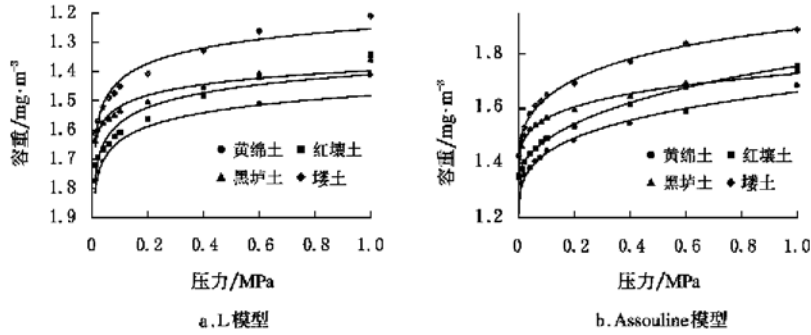 1.2
1.3
1.4
1.5
1.6
1.7
1.8
1.9
容重/mg·m⁻³
黄绵土
红壤土
黑垆土
塿土
0
0.2
0.4
0.6
0.8
1.0
压力/MPa
a.L模型
1.8
1.6
1.4
1.2
容重/mg·m⁻³
黄绵土
红壤土
黑垆土
塿土
0
0.2
0.4
0.6
0.8
1.0
压力/MPa
b.Assouline模型